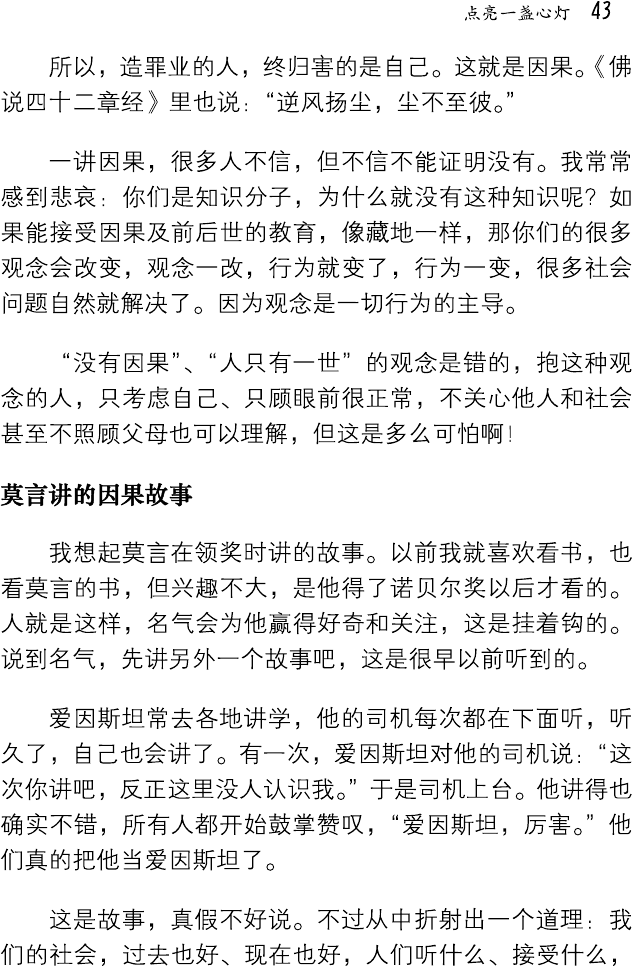 点亮一盏心灯 43
所以，造罪业的人，终归害的是自己。这就是因果。《佛
说四十二章经》里也说：“逆风扬尘，尘不至彼。”
一讲因果，很多人不信，但不信不能证明没有。我常常
感到悲哀：你们是知识分子，为什么就没有这种知识呢？如
果能接受因果及前后世的教育，像藏地一样，那你们的很多
观念会改变，观念一改，行为就变了，行为一变，很多社会
问题自然就解决了。因为观念是一切行为的主导。
“没有因果”、“人只有一世”的观念是错的，抱这种观
念的人，只考虑自己、只顾眼前很正常，不关心他人和社会
甚至不照顾父母也可以理解，但这是多么可怕啊！
莫言讲的因果故事
我想起莫言在领奖时讲的故事。以前我就喜欢看书，也
看莫言的书，但兴趣不大，是他得了诺贝尔奖以后才看的。
人就是这样，名气会为他赢得好奇和关注，这是挂着钩的。
说到名气，先讲另外一个故事吧，这是很早以前听到的。
爱因斯坦常去各地讲学，他的司机每次都在下面听，听
久了，自己也会讲了。有一次，爱因斯坦对他的司机说：“这
次你讲吧，反正这里没人认识我。”于是司机上台。他讲得也
确实不错，所有人都开始鼓掌赞叹，“爱因斯坦，厉害。”他
们真的把他当爱因斯坦了。
这是故事，真假不好说。不过从中折射出一个道理：我
们的社会，过去也好、现在也好，人们听什么、接受什么，